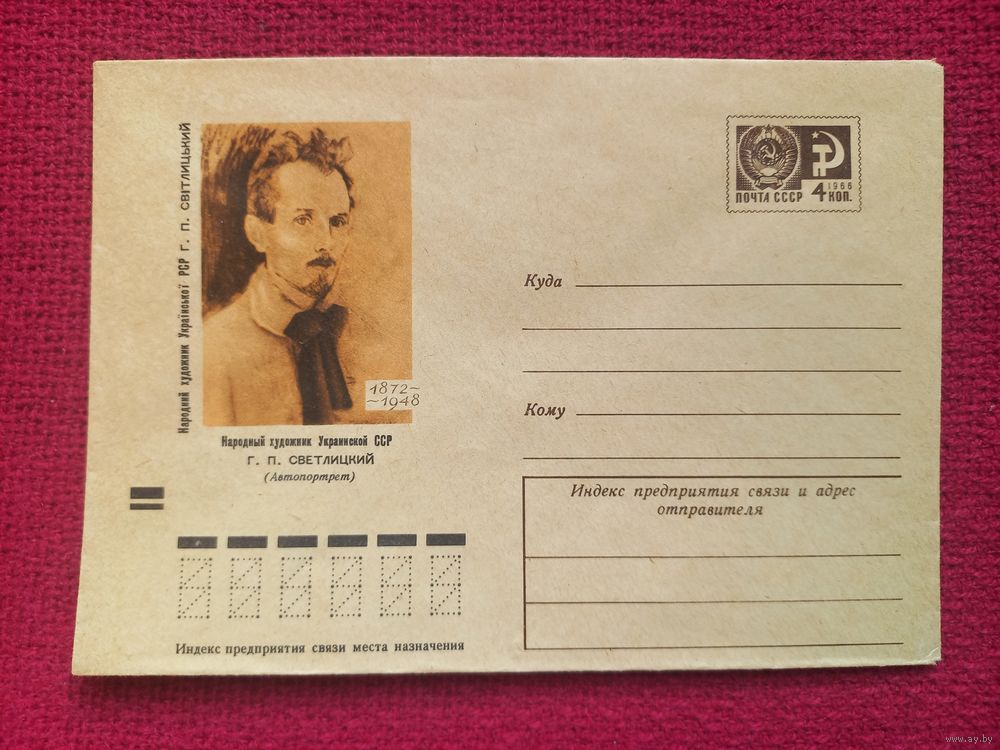 Народний художник Української РСР Г. П. СВІТЛИЦЬКИЙ
1872–
–1948
Народный художник Украинской ССР
Г. П. СВЕТЛИЦКИЙ
(Автопортрет)
1966
ПОЧТА СССР 4 КОП.
Куда
Кому
Индекс предприятия связи и адрес
отправителя
Индекс предприятия связи места назначения
www.ay.by